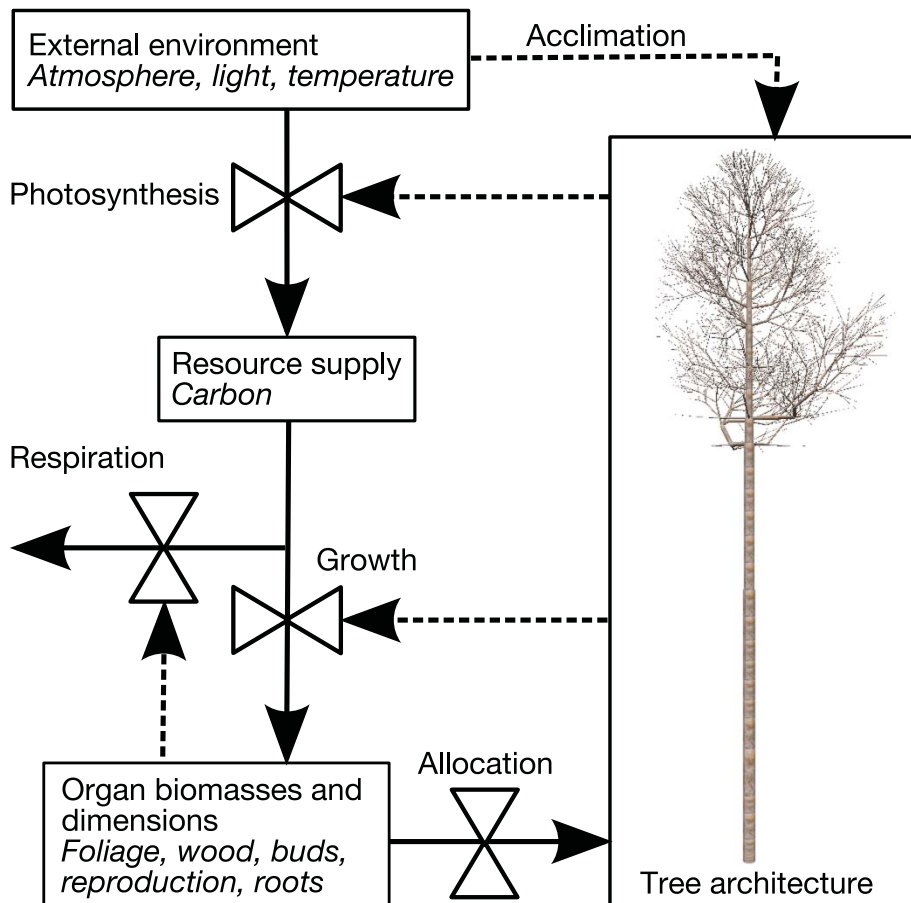 External environment
Atmosphere, light, temperature
Acclimation
Photosynthesis
Resource supply
Carbon
Respiration
Growth
Allocation
Organ biomasses and
dimensions
Foliage, wood, buds,
reproduction, roots
Tree architecture